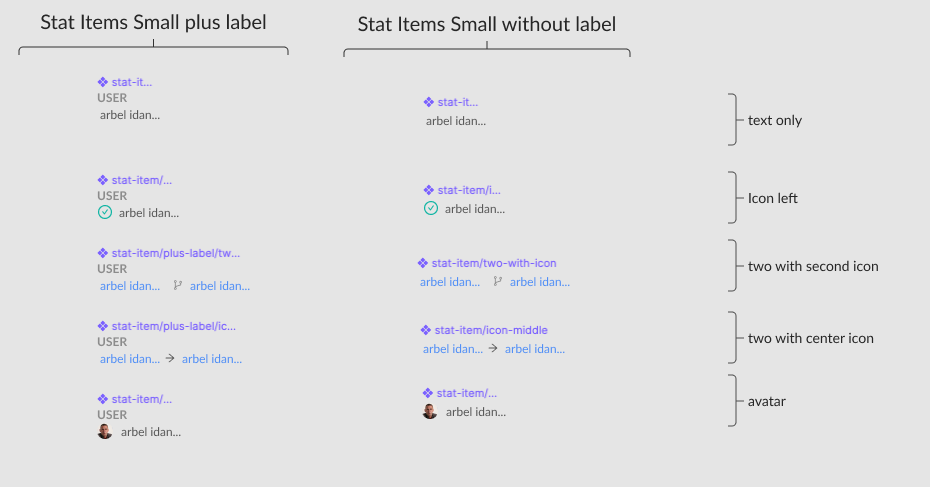 Stat Items Small plus label
Stat Items Small without label
stat-it...
USER
arbel idan...
stat-it...
arbel idan...
text only
stat-item/...
USER
arbel idan...
stat-item/i...
arbel idan...
Icon left
stat-item/plus-label/tw...
USER
arbel idan... arbel idan...
stat-item/two-with-icon
arbel idan... arbel idan...
two with second icon
stat-item/plus-label/ic...
USER
arbel idan... → arbel idan...
stat-item/icon-middle
arbel idan... → arbel idan...
two with center icon
stat-item/...
USER
arbel idan...
stat-item/...
arbel idan...
avatar